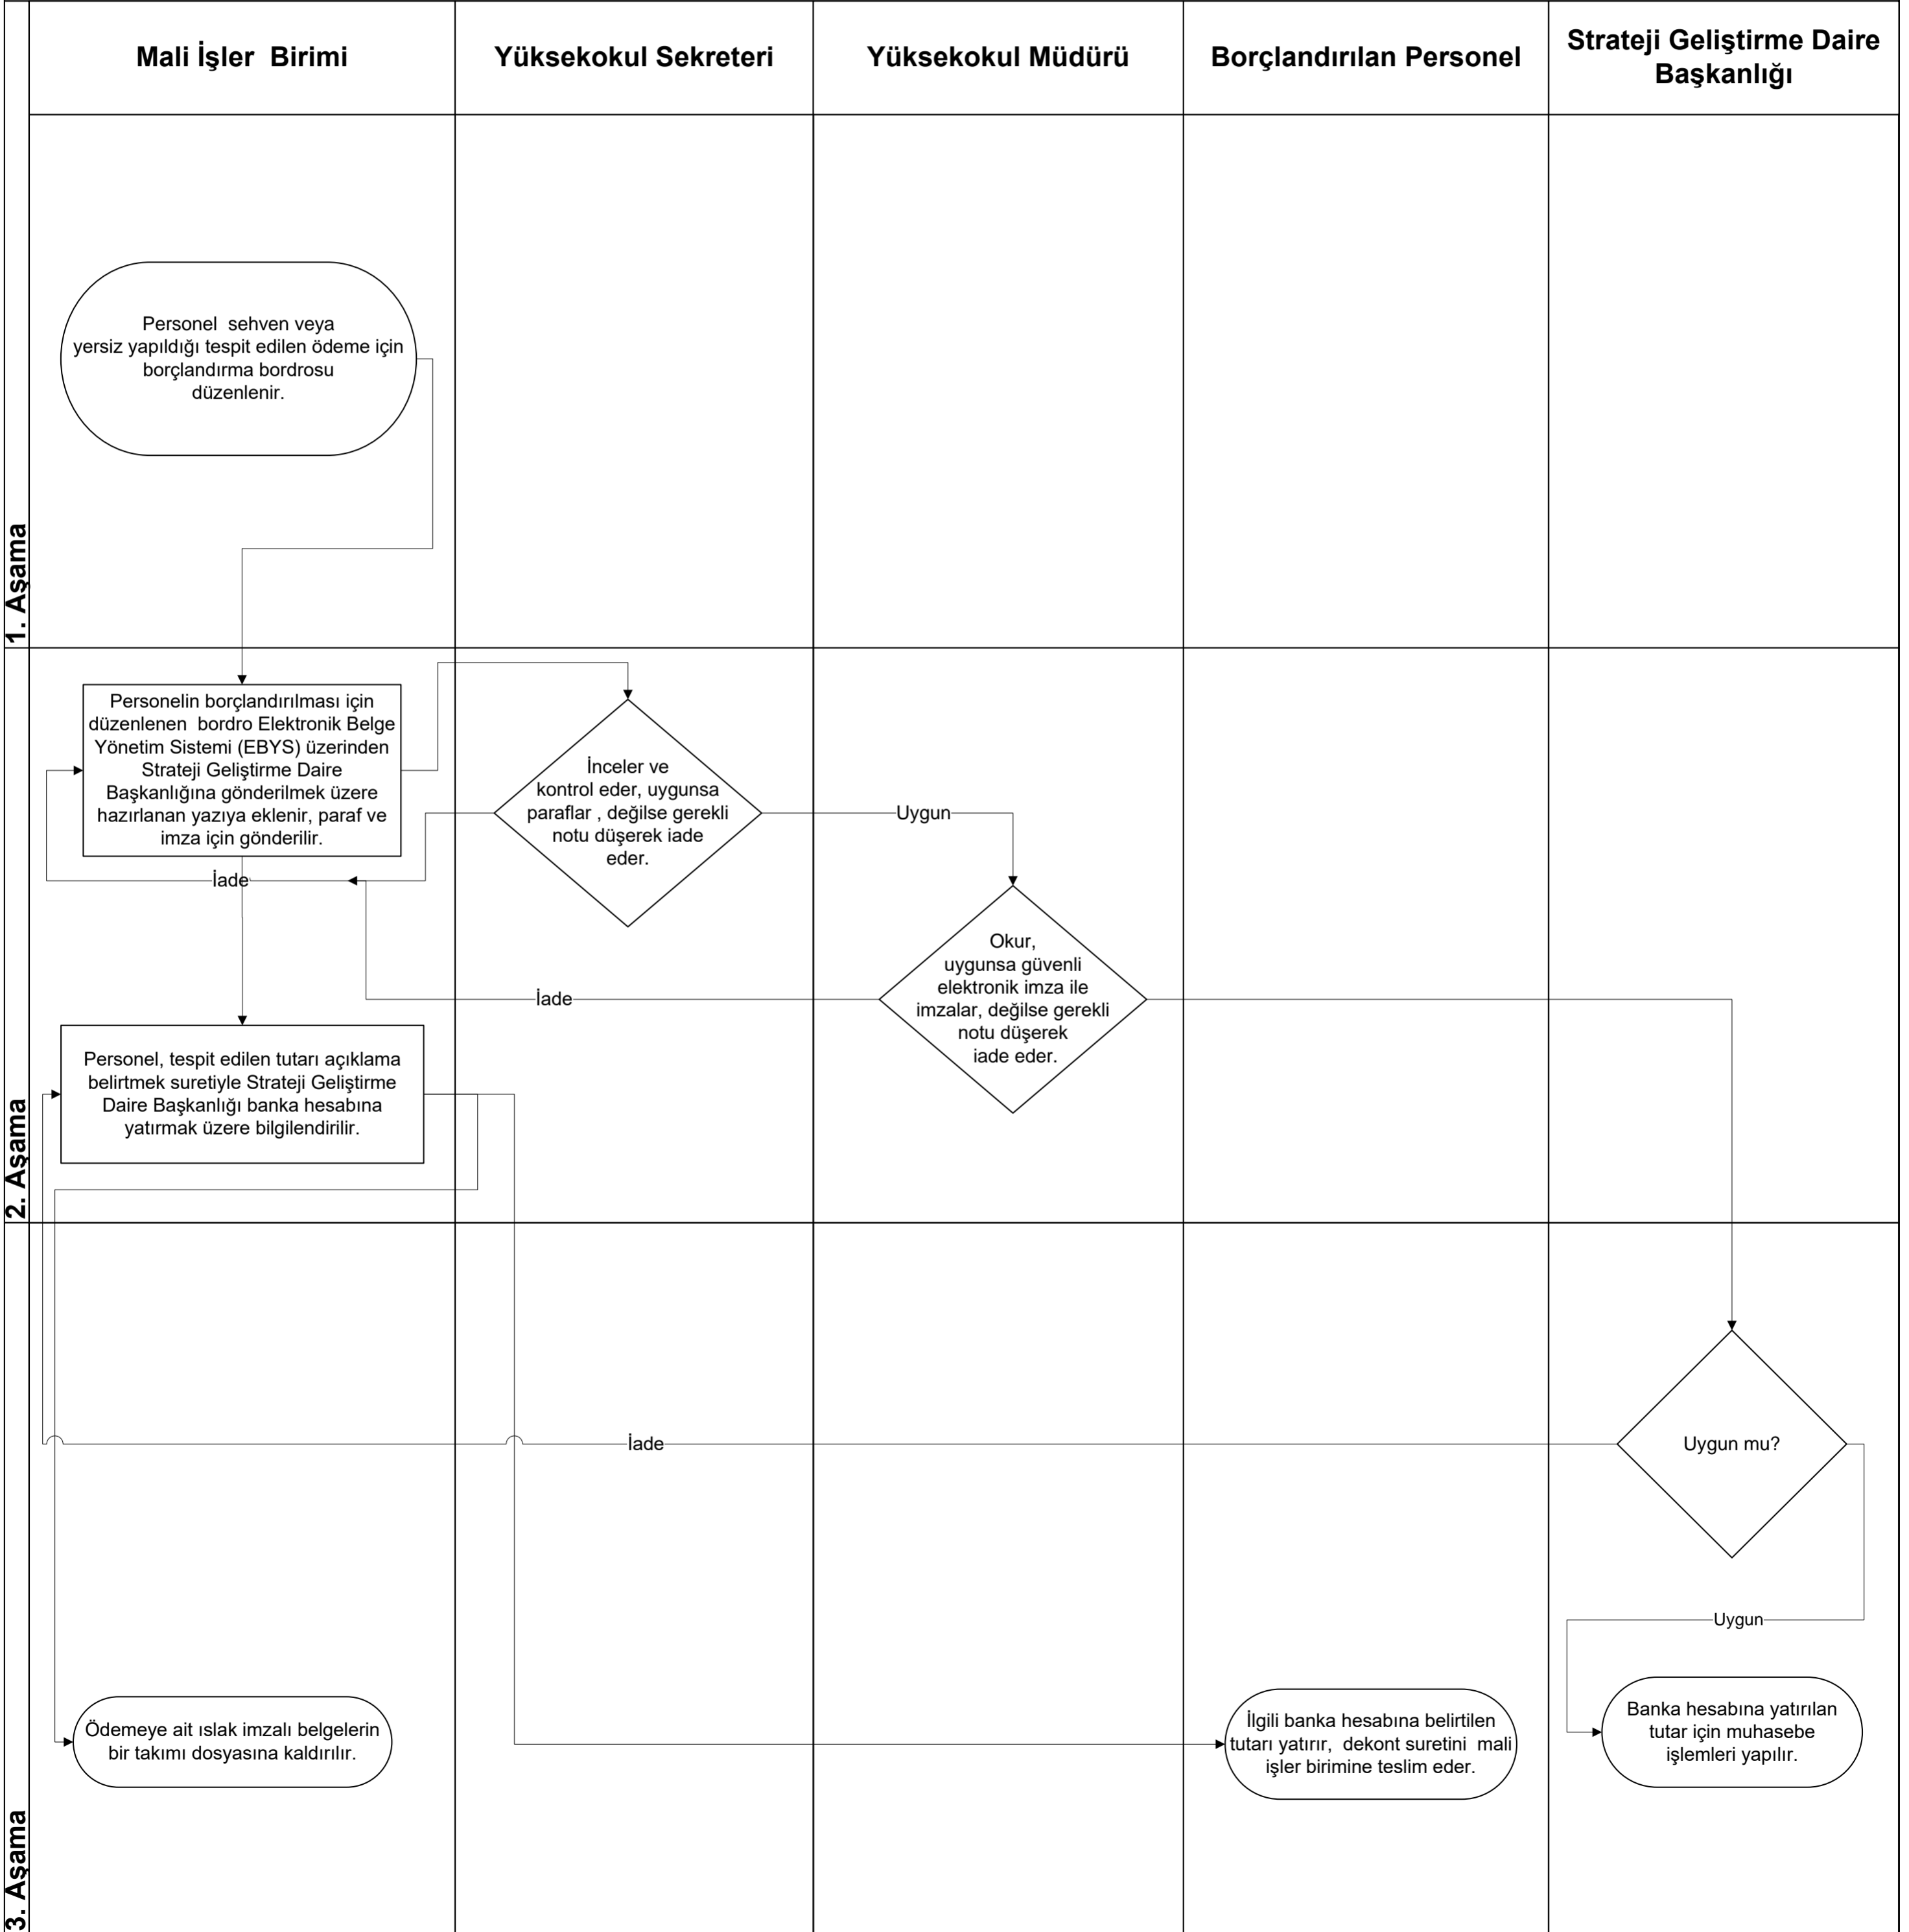 Mali İşler  Birimi
Yüksekokul Sekreteri
Yüksekokul Müdürü
Borçlandırılan Personel
Strateji Geliştirme Daire
Başkanlığı
1. Aşama
Personel  sehven veya
yersiz yapıldığı tespit edilen ödeme için
borçlandırma bordrosu
düzenlenir.
2. Aşama
Personelin borçlandırılması için
düzenlenen  bordro Elektronik Belge
Yönetim Sistemi (EBYS) üzerinden
Strateji Geliştirme Daire
Başkanlığına gönderilmek üzere
hazırlanan yazıya eklenir, paraf ve
imza için gönderilir.
İnceler ve
kontrol eder, uygunsa
paraflar , değilse gerekli
notu düşerek iade
eder.
Uygun
İade
Okur,
uygunsa güvenli
elektronik imza ile
imzalar, değilse gerekli
notu düşerek
iade eder.
İade
Personel, tespit edilen tutarı açıklama
belirtmek suretiyle Strateji Geliştirme
Daire Başkanlığı banka hesabına
yatırmak üzere bilgilendirilir.
3. Aşama
İade
Uygun mu?
Uygun
Ödemeye ait ıslak imzalı belgelerin
bir takımı dosyasına kaldırılır.
İlgili banka hesabına belirtilen
tutarı yatırır,  dekont suretini  mali
işler birimine teslim eder.
Banka hesabına yatırılan
tutar için muhasebe
işlemleri yapılır.